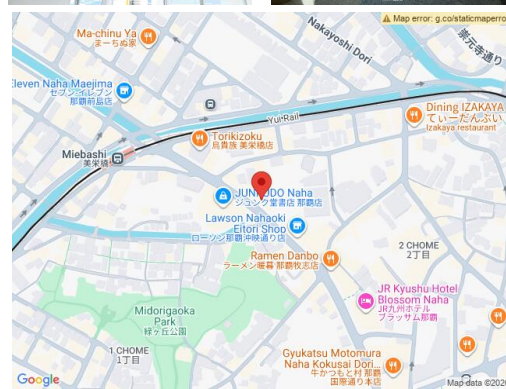 Map error: g.co/staticmaperro
Ma-chinu Ya
まーちぬ家
Nakayoshi Dori
崇元寺通り
Eleven Naha Maejima
セブン-イレブン
那覇前島店
Dining IZAKAYA
てぃーだんぶい
Izakaya restaurant
Yui Rail
Torikizoku
鳥貴族 美栄橋店
Miebashi
美栄橋
JUNKUDO Naha
ジュンク堂書店 那覇店
Lawson Nahaoki
Eitori Shop
ローソン那覇沖映通り店
2 CHOME
2丁目
Ramen Danbo
ラーメン暖暮 那覇牧志店
JR Kyushu Hotel
Blossom Naha
JR九州ホテル
ブラッサム那覇
Midorigaoka
Park
緑ヶ丘公園
1 CHOME
1丁目
Gyukatsu Motomura
Naha Kokusai Dori...
牛かつもと村 那覇
国際通り本店
Google
Map data ©202